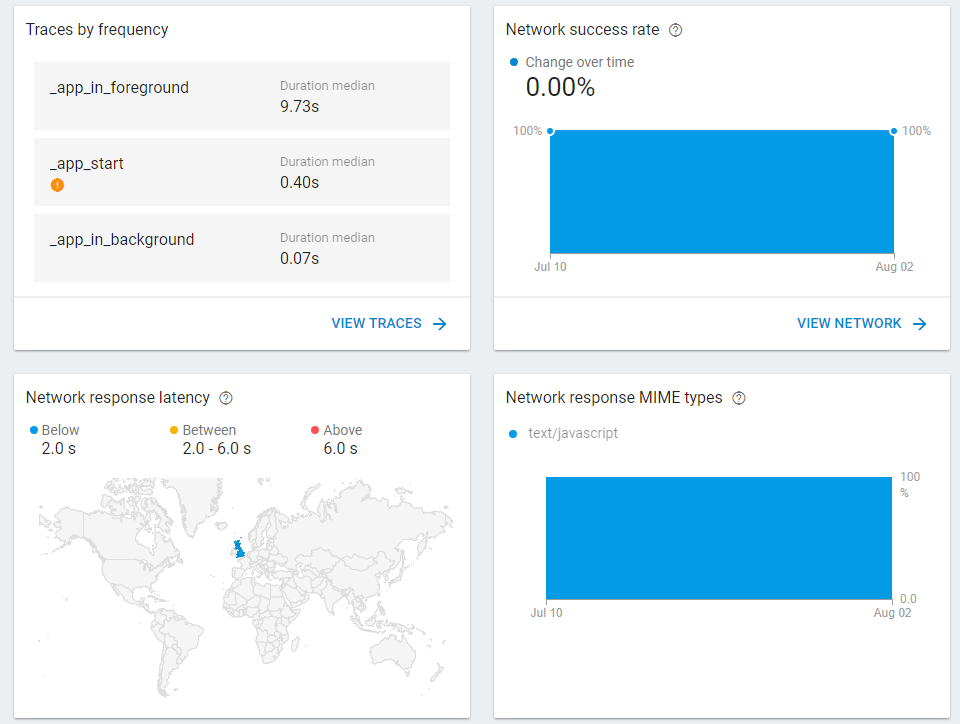 Traces by frequency
_app_in_foreground
Duration median
9.73s
_app_start
Duration median
0.40s
_app_in_background
Duration median
0.07s
VIEW TRACES
Network success rate
Change over time
0.00%
100% 100%
Jul 10 Aug 02
VIEW NETWORK
Network response latency
Below Between Above
2.0 s 2.0 - 6.0 s 6.0 s
Network response MIME types
text/javascript
100
%
0.0
Jul 10 Aug 02